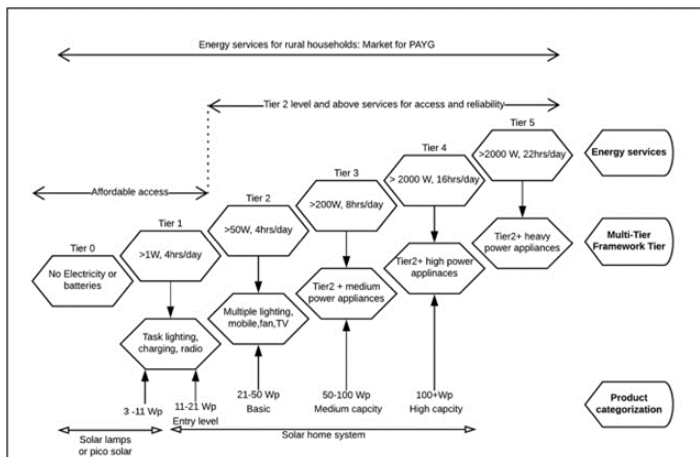 Energy services for rural households: Market for PAYG
Tier 2 level and above services for access and reliability
Tier 5
>2000 W, 22hrs/day
Energy services
Tier 4
> 2000 W, 16hrs/day
Tier 3
>200W, 8hrs/day
Affordable access
Tier 2
>50W, 4hrs/day
Tier 1
>1W, 4hrs/day
Tier 0
No Electricity or
batteries
Tier2+ heavy
power appliances
Multi-Tier
Framework Tier
Tier2+ high power
applinaces
Tier2 + medium
power appliances
Multiple lighting,
mobile,fan,TV
Task lighting,
charging, radio
3 -11 Wp
11-21 Wp
Entry level
21-50 Wp
Basic
50-100 Wp
Medium capcity
100+Wp
High capcity
Product
categorization
Solar lamps
or pico solar
Solar home system